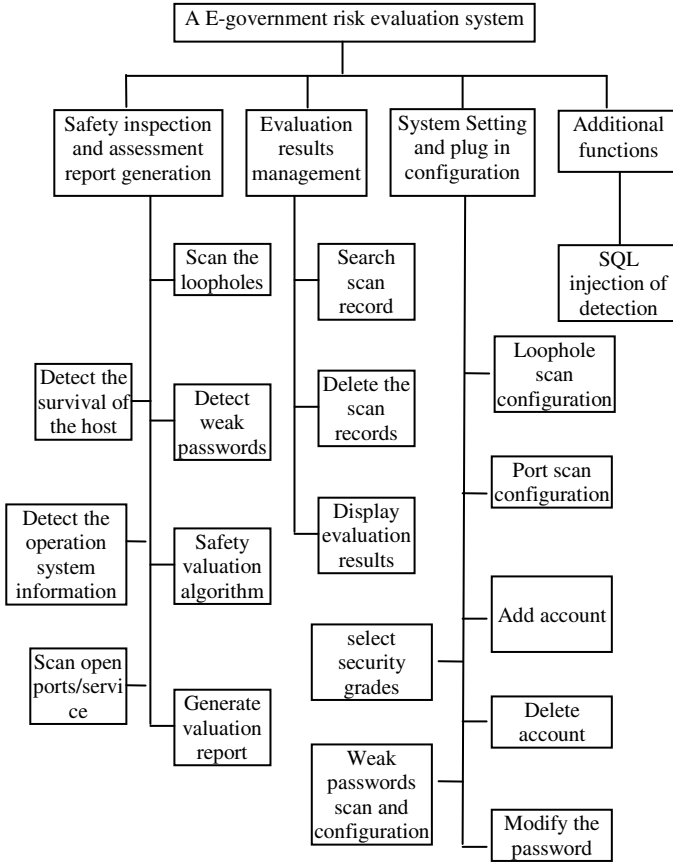 A E-government risk evaluation system
Safety inspection
and assessment
report generation
Evaluation
results
management
System Setting
and plug in
configuration
Additional
functions
Scan the
loopholes
Detect the
survival of
the host
Detect
weak
passwords
Detect the
operation
system
information
Safety
valuation
algorithm
Scan open
ports/servi
ce
Generate
valuation
report
Search
scan
record
Delete the
scan
records
Display
evaluation
results
Loophole
scan
configuration
Port scan
configuration
Add account
select
security
grades
Delete
account
Weak
passwords
scan and
configuration
Modify the
password
SQL
injection of
detection